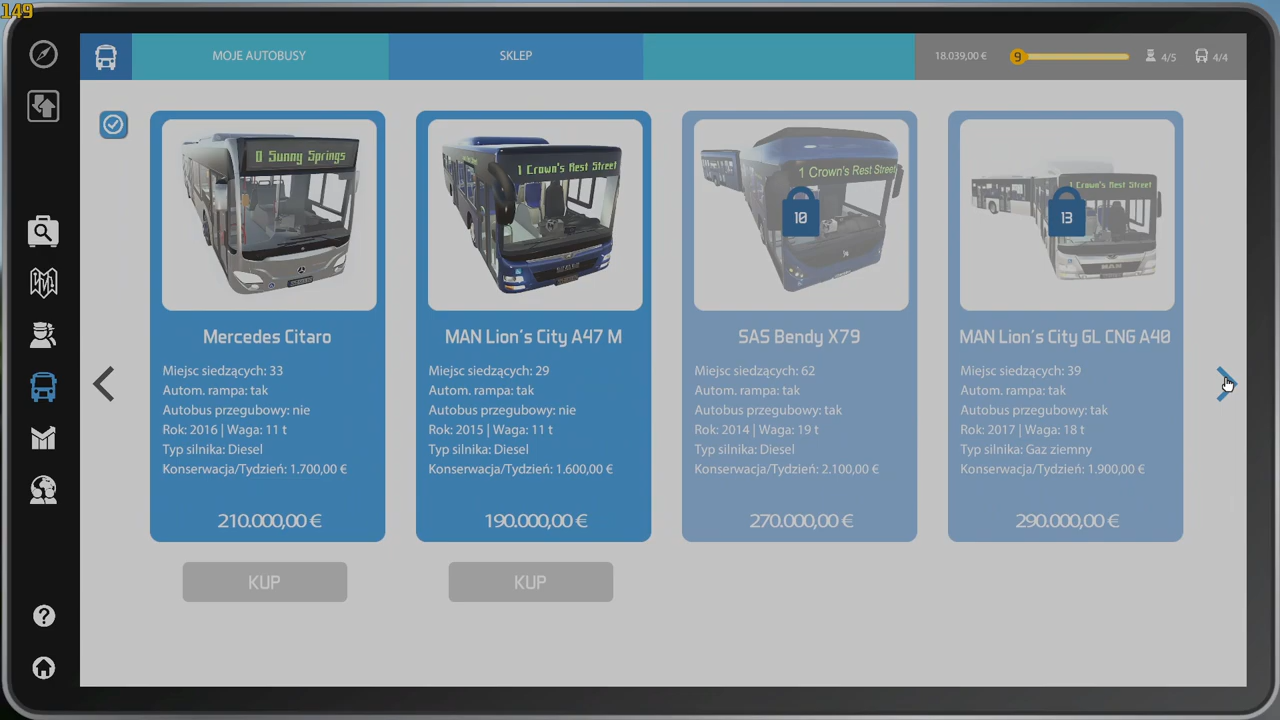 149
MOJE AUTOBUSY
SKLEP
18.039,00 €
9
4/5
4/4
0 Sunny Springs
1 Crown's Rest Street
1 Crown's Rest Street
1 Crown's Rest Street
10
13
Mercedes Citaro
Miejsc siedzących: 33
Autom. rampa: tak
Autobus przegubowy: nie
Rok: 2016 | Waga: 11 t
Typ silnika: Diesel
Konserwacja/Tydzień: 1.700,00 €
210.000,00 €
KUP
MAN Lion's City A47 M
Miejsc siedzących: 29
Autom. rampa: tak
Autobus przegubowy: nie
Rok: 2015 | Waga: 11 t
Typ silnika: Diesel
Konserwacja/Tydzień: 1.600,00 €
190.000,00 €
KUP
SAS Bendy X79
Miejsc siedzących: 62
Autom. rampa: tak
Autobus przegubowy: tak
Rok: 2014 | Waga: 19 t
Typ silnika: Diesel
Konserwacja/Tydzień: 2.100,00 €
270.000,00 €
MAN Lion's City GL CNG A40
Miejsc siedzących: 39
Autom. rampa: tak
Autobus przegubowy: tak
Rok: 2017 | Waga: 18 t
Typ silnika: Gaz ziemny
Konserwacja/Tydzień: 1.900,00 €
290.000,00 €